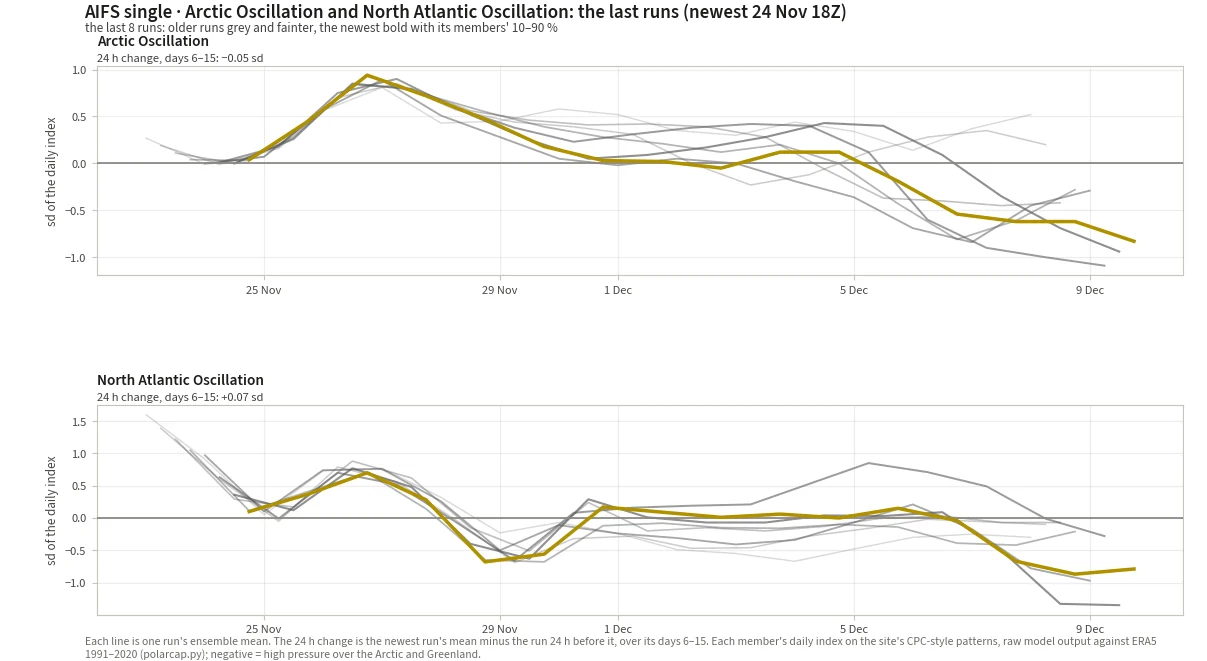 AIFS single · Arctic Oscillation and North Atlantic Oscillation: the last runs (newest 24 Nov 18Z)
the last 8 runs: older runs grey and fainter, the newest bold with its members' 10–90 %
Arctic Oscillation
24 h change, days 6–15: −0.05 sd
sd of the daily index
1.0
0.5
0.0
−0.5
−1.0
25 Nov
29 Nov
1 Dec
5 Dec
9 Dec
North Atlantic Oscillation
24 h change, days 6–15: +0.07 sd
sd of the daily index
1.5
1.0
0.5
0.0
−0.5
−1.0
25 Nov
29 Nov
1 Dec
5 Dec
9 Dec
Each line is one run's ensemble mean. The 24 h change is the newest run's mean minus the run 24 h before it, over its days 6–15. Each member's daily index on the site's CPC-style patterns, raw model output against ERA5
1991–2020 (polarcap.py); negative = high pressure over the Arctic and Greenland.